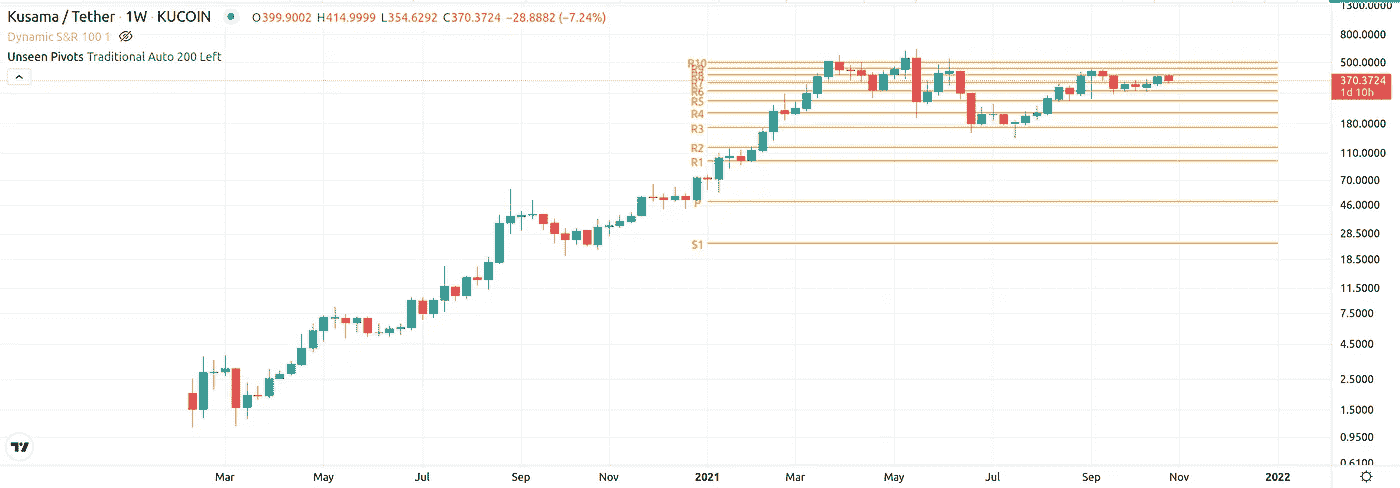 Kusama / Tether · 1W · KUCOIN O399.9002 H414.9999 L354.6292 C370.3724 −28.8882 (−7.24%)
Dynamic S&R 100 1
Unseen Pivots Traditional Auto 200 Left
1300.0000
800.0000
500.0000
370.3724
1d 10h
180.0000
110.0000
70.0000
46.0000
28.5000
18.5000
11.5000
7.5000
4.5000
2.5000
1.5000
0.9500
0.6100
R10
R6
R5
R4
R3
R2
R1
P
S1
Mar May Jul Sep Nov 2021 Mar May Jul Sep Nov 2022